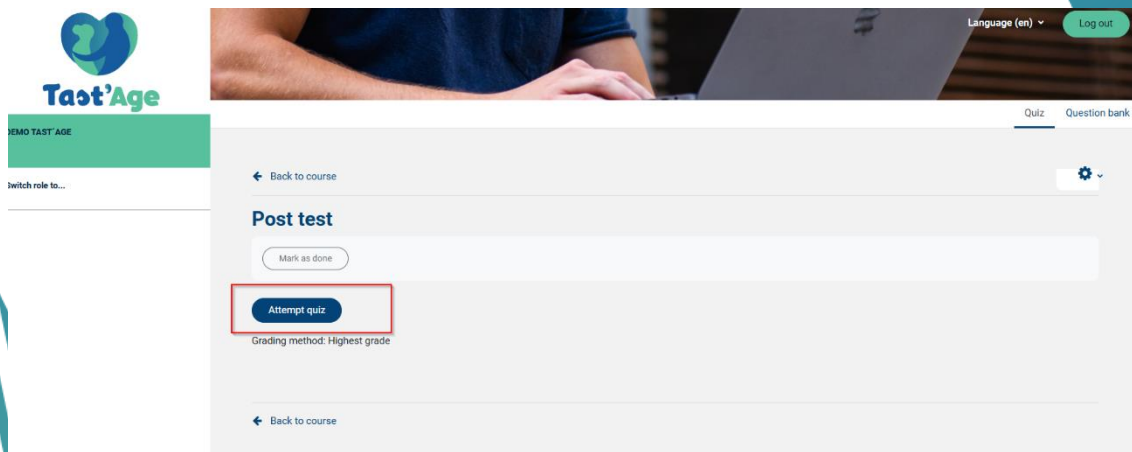 Language (en)
Log out
Tast'Age
Quiz
Question bank
DEMO TAST´AGE
Switch role to...
Back to course
Post test
Mark as done
Attempt quiz
Grading method: Highest grade
Back to course